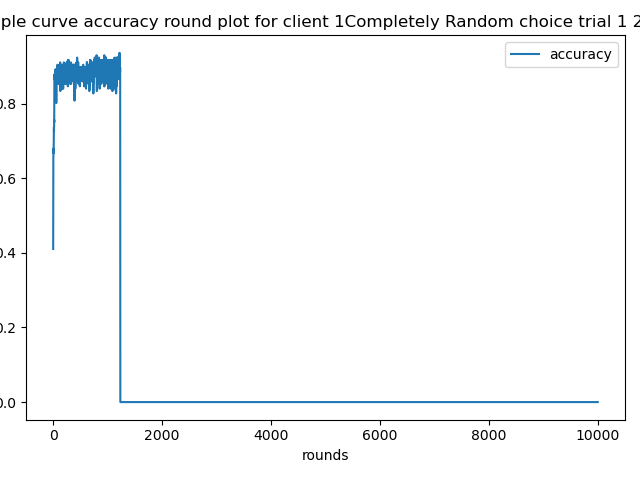 ple curve accuracy round plot for client 1Completely Random choice trial 1 2
accuracy
0.8
0.6
0.4
0.2
0.0
0 2000 4000 6000 8000 10000
rounds